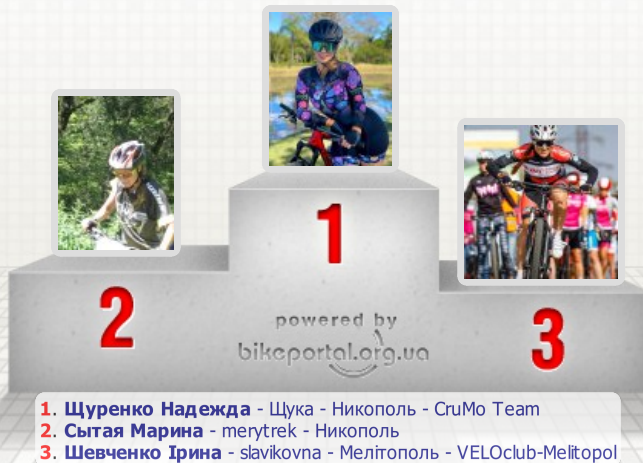 1
2
3
powered by
bikeportal.org.ua
1. Щуренко Надежда - Щука - Никополь - CruMo Team
2. Сытая Марина - merytrek - Никополь
3. Шевченко Ірина - slavikovna - Мелітополь - VELOclub-Melitopol